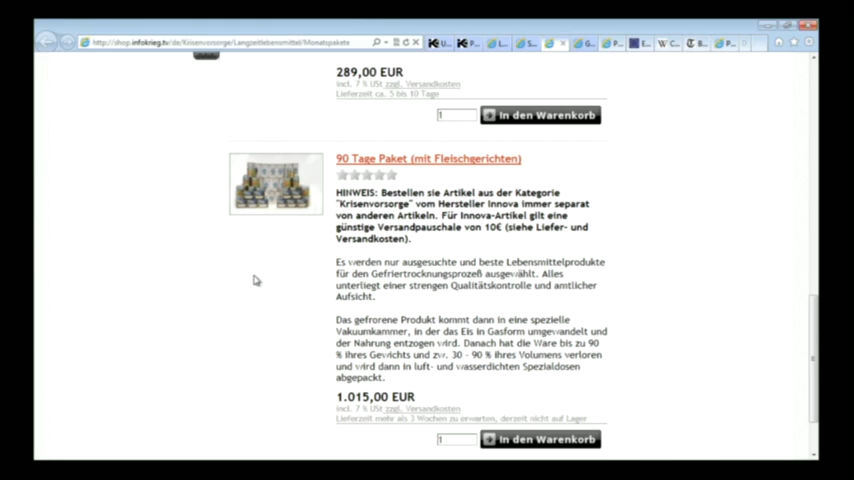 http://shop.infokrieg.tv/de/Krisenvorsorge/Langzeitlebensmittel/Monatspakete
289,00 EUR
incl. 7 % USt zzgl. Versandkosten
Lieferzeit ca. 5 bis 10 Tage
1 In den Warenkorb
90 Tage Paket (mit Fleischgerichten)
HINWEIS: Bestellen sie Artikel aus der Kategorie
"Krisenvorsorge" vom Hersteller Innova immer separat
von anderen Artikeln. Für Innova-Artikel gilt eine
günstige Versandpauschale von 10€ (siehe Liefer- und
Versandkosten).
Es werden nur ausgesuchte und beste Lebensmittelprodukte
für den Gefriertrocknungsprozeß ausgewählt. Alles
unterliegt einer strengen Qualitätskontrolle und amtlicher
Aufsicht.
Das gefrorene Produkt kommt dann in eine spezielle
Vakuumkammer, in der das Eis in Gasform umgewandelt und
der Nahrung entzogen wird. Danach hat die Ware bis zu 90
% ihres Gewichts und zw. 30 - 90 % ihres Volumens verloren
und wird dann in luft- und wasserdichten Spezialdosen
abgepackt.
1.015,00 EUR
incl. 7 % USt zzgl. Versandkosten
Lieferzeit mehr als 3 Wochen zu erwarten, derzeit nicht auf Lager
1 In den Warenkorb